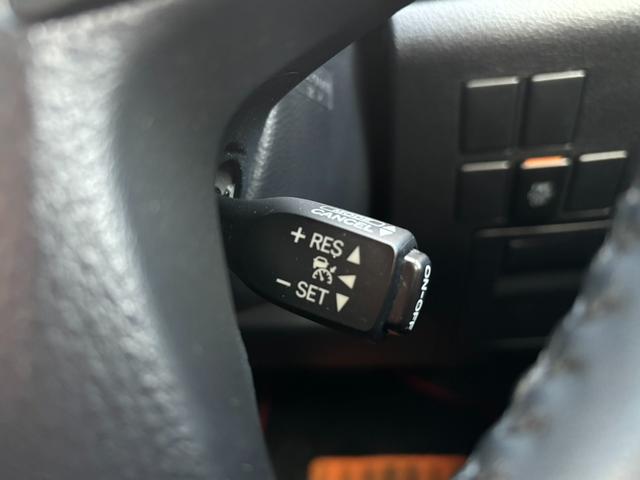 CANCEL
+ RES ▲
◀
- SET ▼
ON-OFF